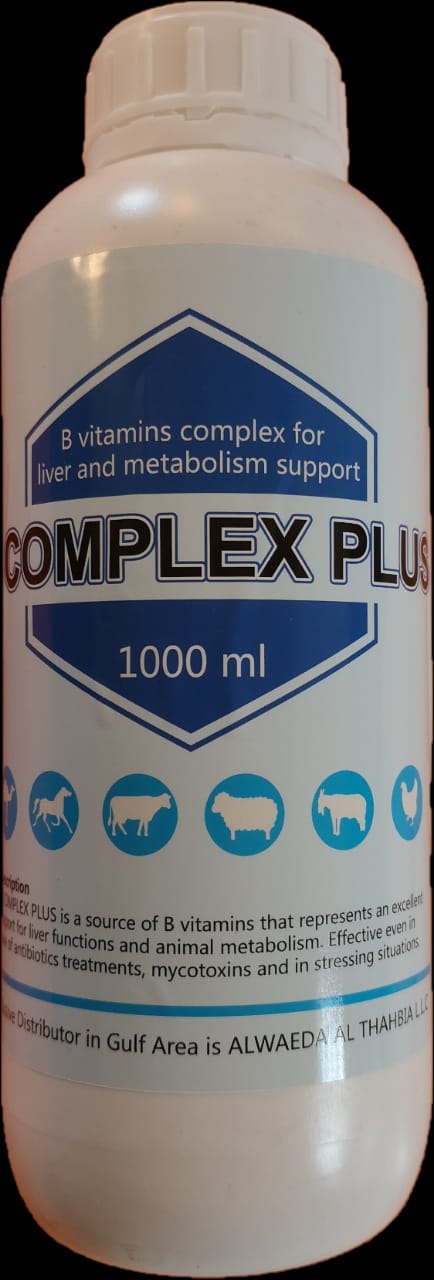 B vitamins complex for
liver and metabolism support
COMPLEX PLUS
1000 ml
COMPLEX PLUS is a source of B vitamins that represents an excellent
for liver functions and animal metabolism. Effective even in
of antibiotics treatments, mycotoxins and in stressing situations.
Distributor in Gulf Area is ALWAEDA AL THAHBIA L.L.C